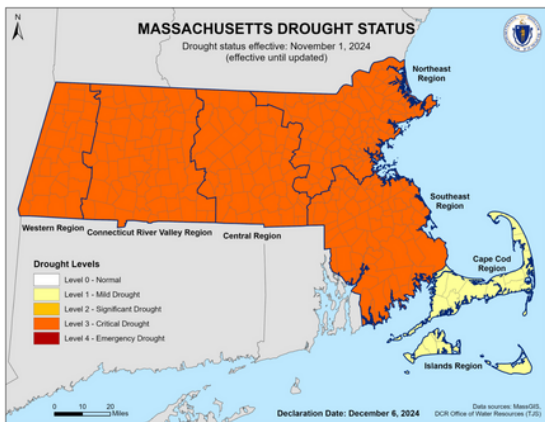 MASSACHUSETTS DROUGHT STATUS
Drought status effective: November 1, 2024
(effective until updated)
N
Northeast
Region
Southeast
Region
Cape Cod
Region
Western Region
Connecticut River Valley Region
Central Region
Islands Region
Drought Levels
Level 0 - Normal
Level 1 - Mild Drought
Level 2 - Significant Drought
Level 3 - Critical Drought
Level 4 - Emergency Drought
0 10 20
Miles
Declaration Date: December 6, 2024
Data sources: MassGIS,
DCR Office of Water Resources (TJS)